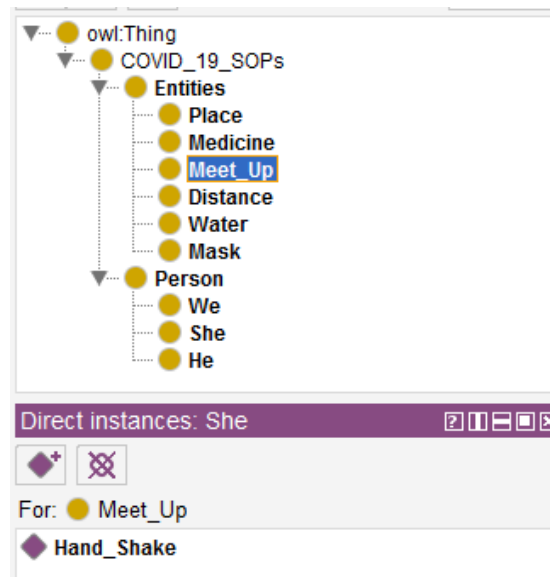 owl:Thing
COVID_19_SOPs
Entities
Place
Medicine
Meet_Up
Distance
Water
Mask
Person
We
She
He
Direct instances: She
For: Meet_Up
Hand_Shake